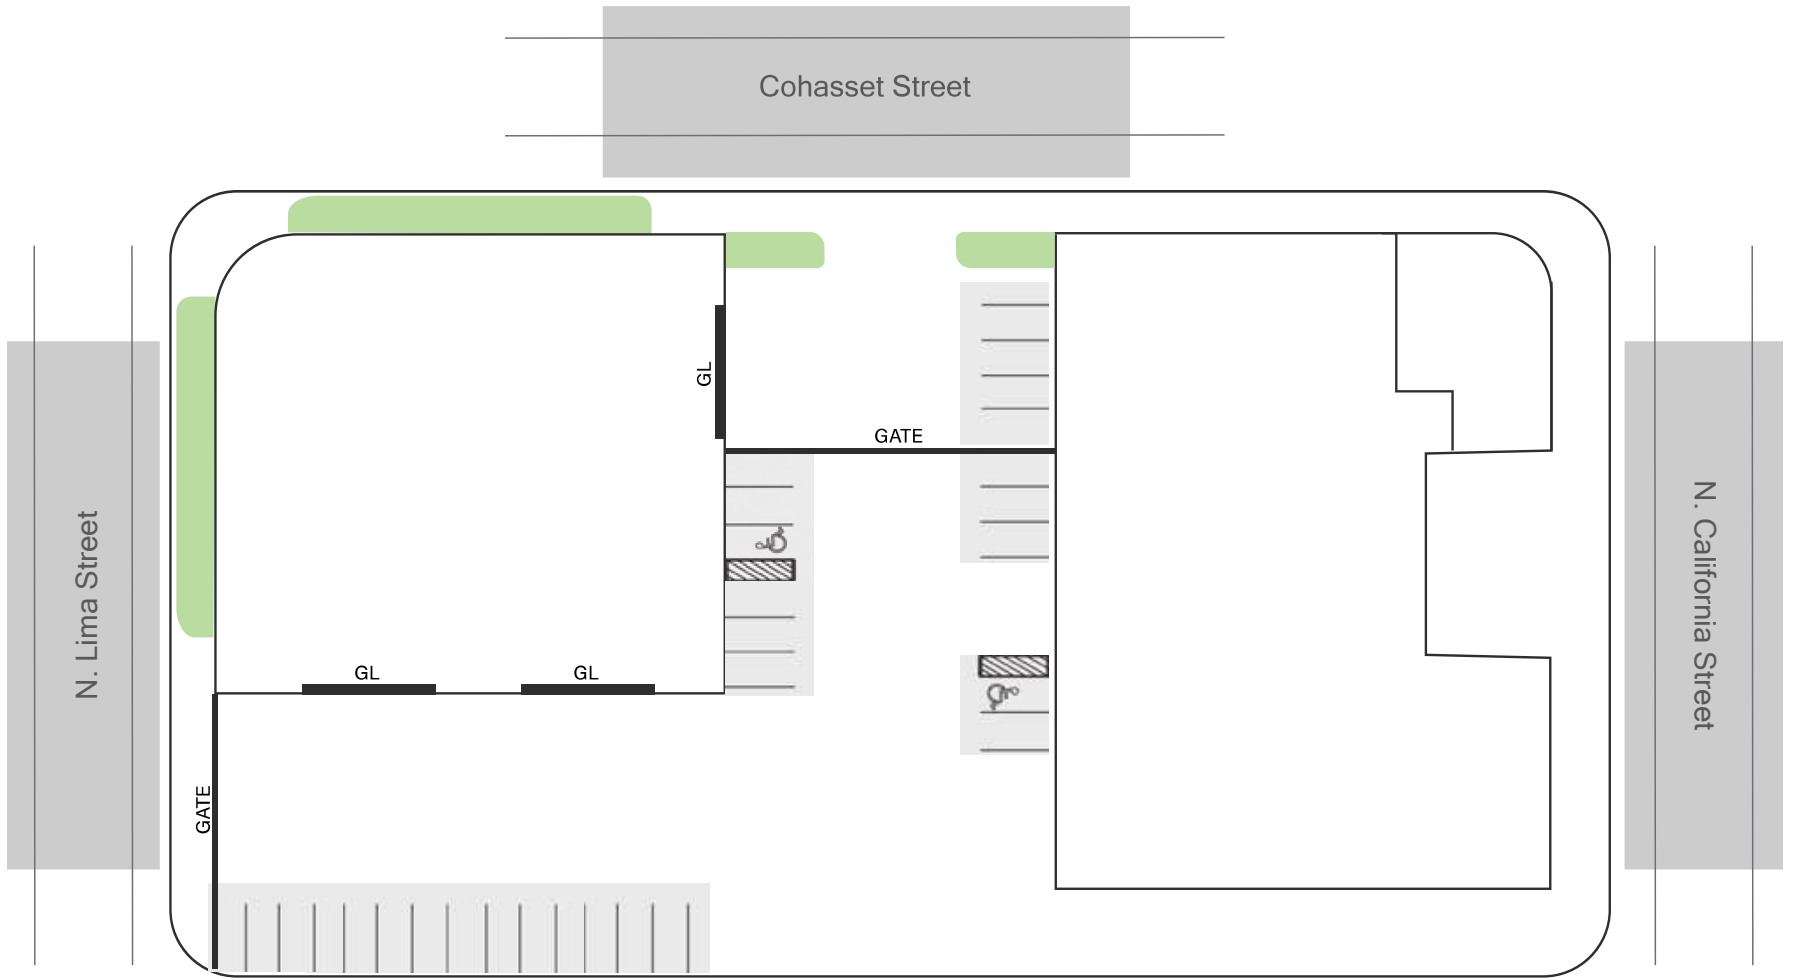 Cohasset Street
GL
GATE
N. Lima Street
N. California Street
GL
GL
GATE